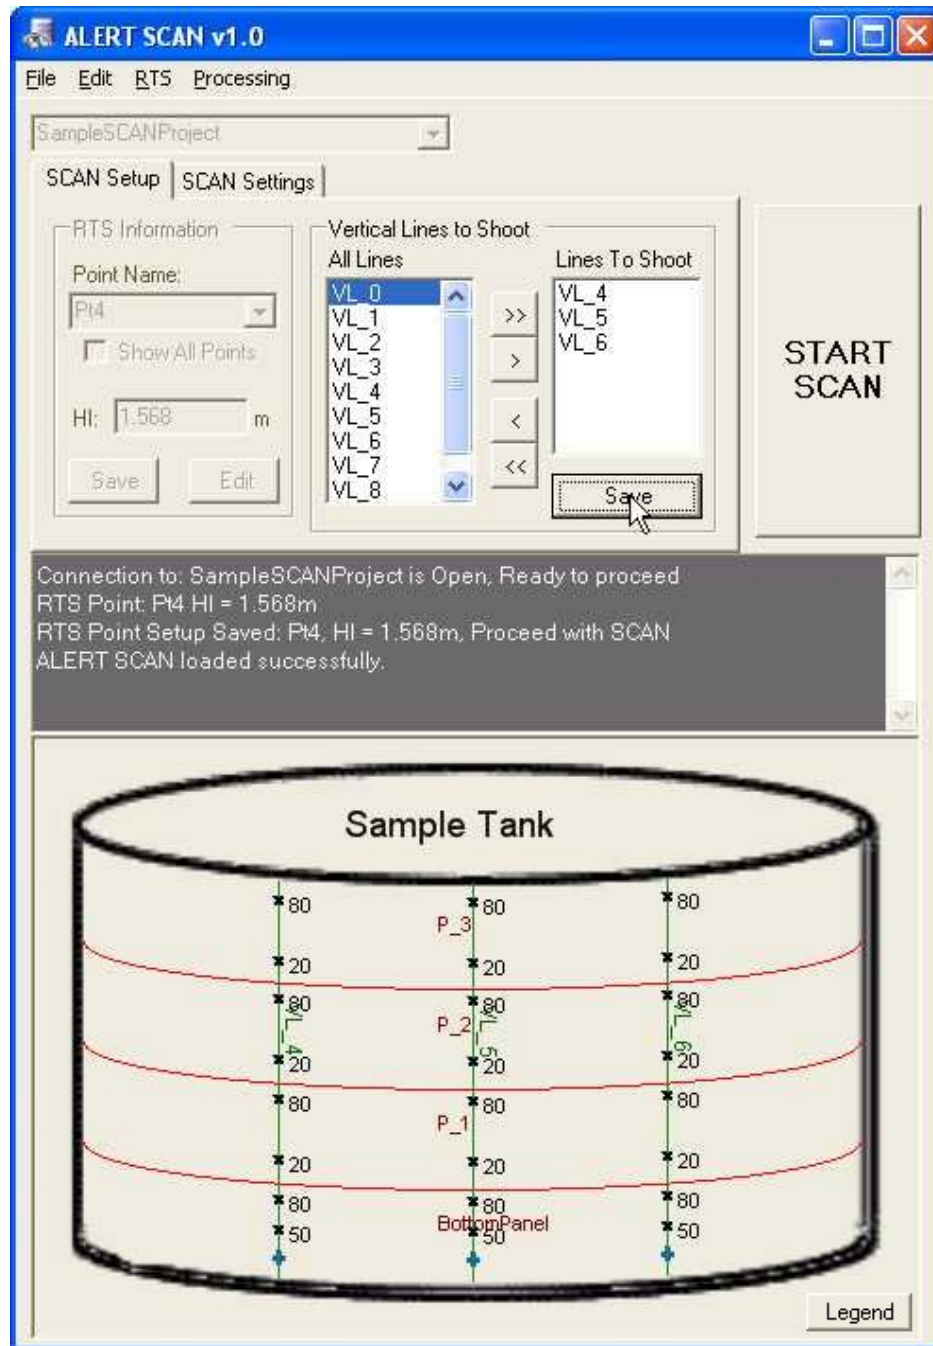 ALERT SCAN v1.0
File Edit RTS Processing
SampleSCANProject
SCAN Setup SCAN Settings
RTS Information
Point Name:
Pt4
Show All Points
HI: 1.568 m
Save Edit
Vertical Lines to Shoot
All Lines Lines To Shoot
VL_0 VL_4
VL_1 VL_5
VL_2 VL_6
VL_3
VL_4
VL_5
VL_6
VL_7
VL_8
>>
>
<
<<
Save
START
SCAN
Connection to: SampleSCANProject is Open, Ready to proceed
RTS Point: Pt4 HI = 1.568m
RTS Point Setup Saved: Pt4, HI = 1.568m, Proceed with SCAN
ALERT SCAN loaded successfully.
Sample Tank
80 80 80
P_3
20 20 20
80 80 80
VL_4 P_2 VL_5 VL_6
20 20 20
80 80 80
P_1
20 20 20
80 80 80
BottomPanel
50 50 50
Legend